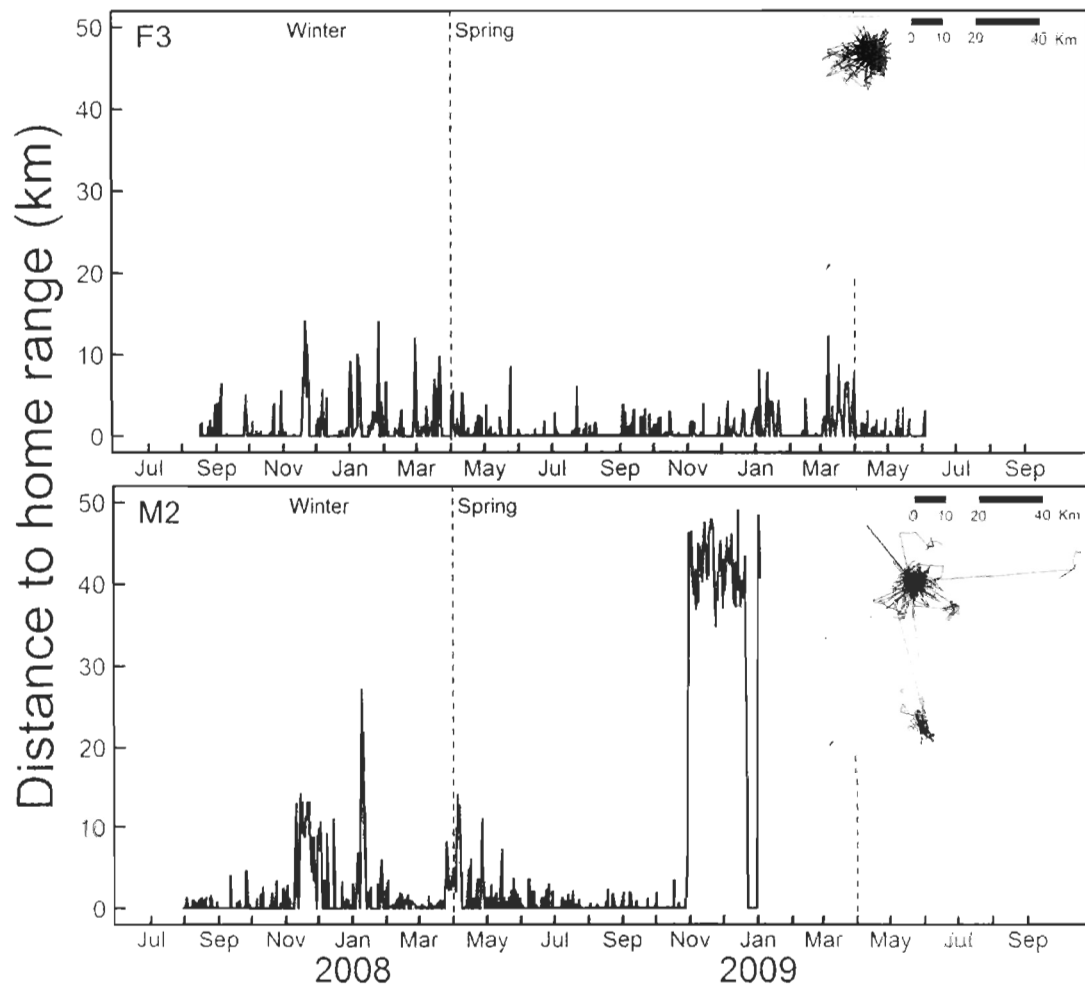 Distance to home range (km)
F3
Winter
Spring
0 10 20 40 Km
50
40
30
20
10
0
Jul Sep Nov Jan Mar May Jul Sep Nov Jan Mar May Jul Sep
M2
Winter
Spring
0 10 20 40 Km
50
40
30
20
10
0
Jul Sep Nov Jan Mar May Jul Sep Nov Jan Mar May Jul Sep
2008 2009